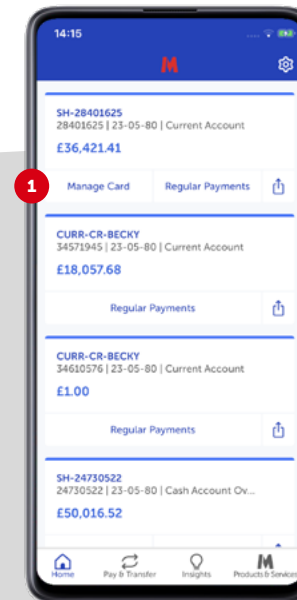 14:15
M
SH-28401625
28401625 | 23-05-80 | Current Account
£36,421.41
1
Manage Card Regular Payments
CURR-CR-BECKY
34571945 | 23-05-80 | Current Account
£18,057.68
Regular Payments
CURR-CR-BECKY
34610576 | 23-05-80 | Current Account
£1.00
Regular Payments
SH-24730522
24730522 | 23-05-80 | Cash Account Ov...
£50,016.52
M
Home Pay & Transfer Insights Products & Services